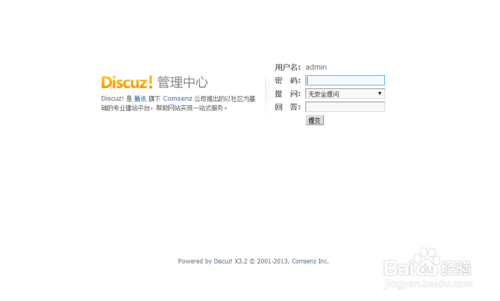 Discuz! 管理中心
Discuz! 是 腾讯 旗下 Comsenz 公司推出的以社区为基
础的专业建站平台，帮助网站实现一站式服务。
用户名: admin
密 码:
提 问: 无安全提问
回 答:
提交
Powered by Discuz! X3.2 © 2001-2013, Comsenz Inc.
Baidu 经验
jingyan.baidu.com